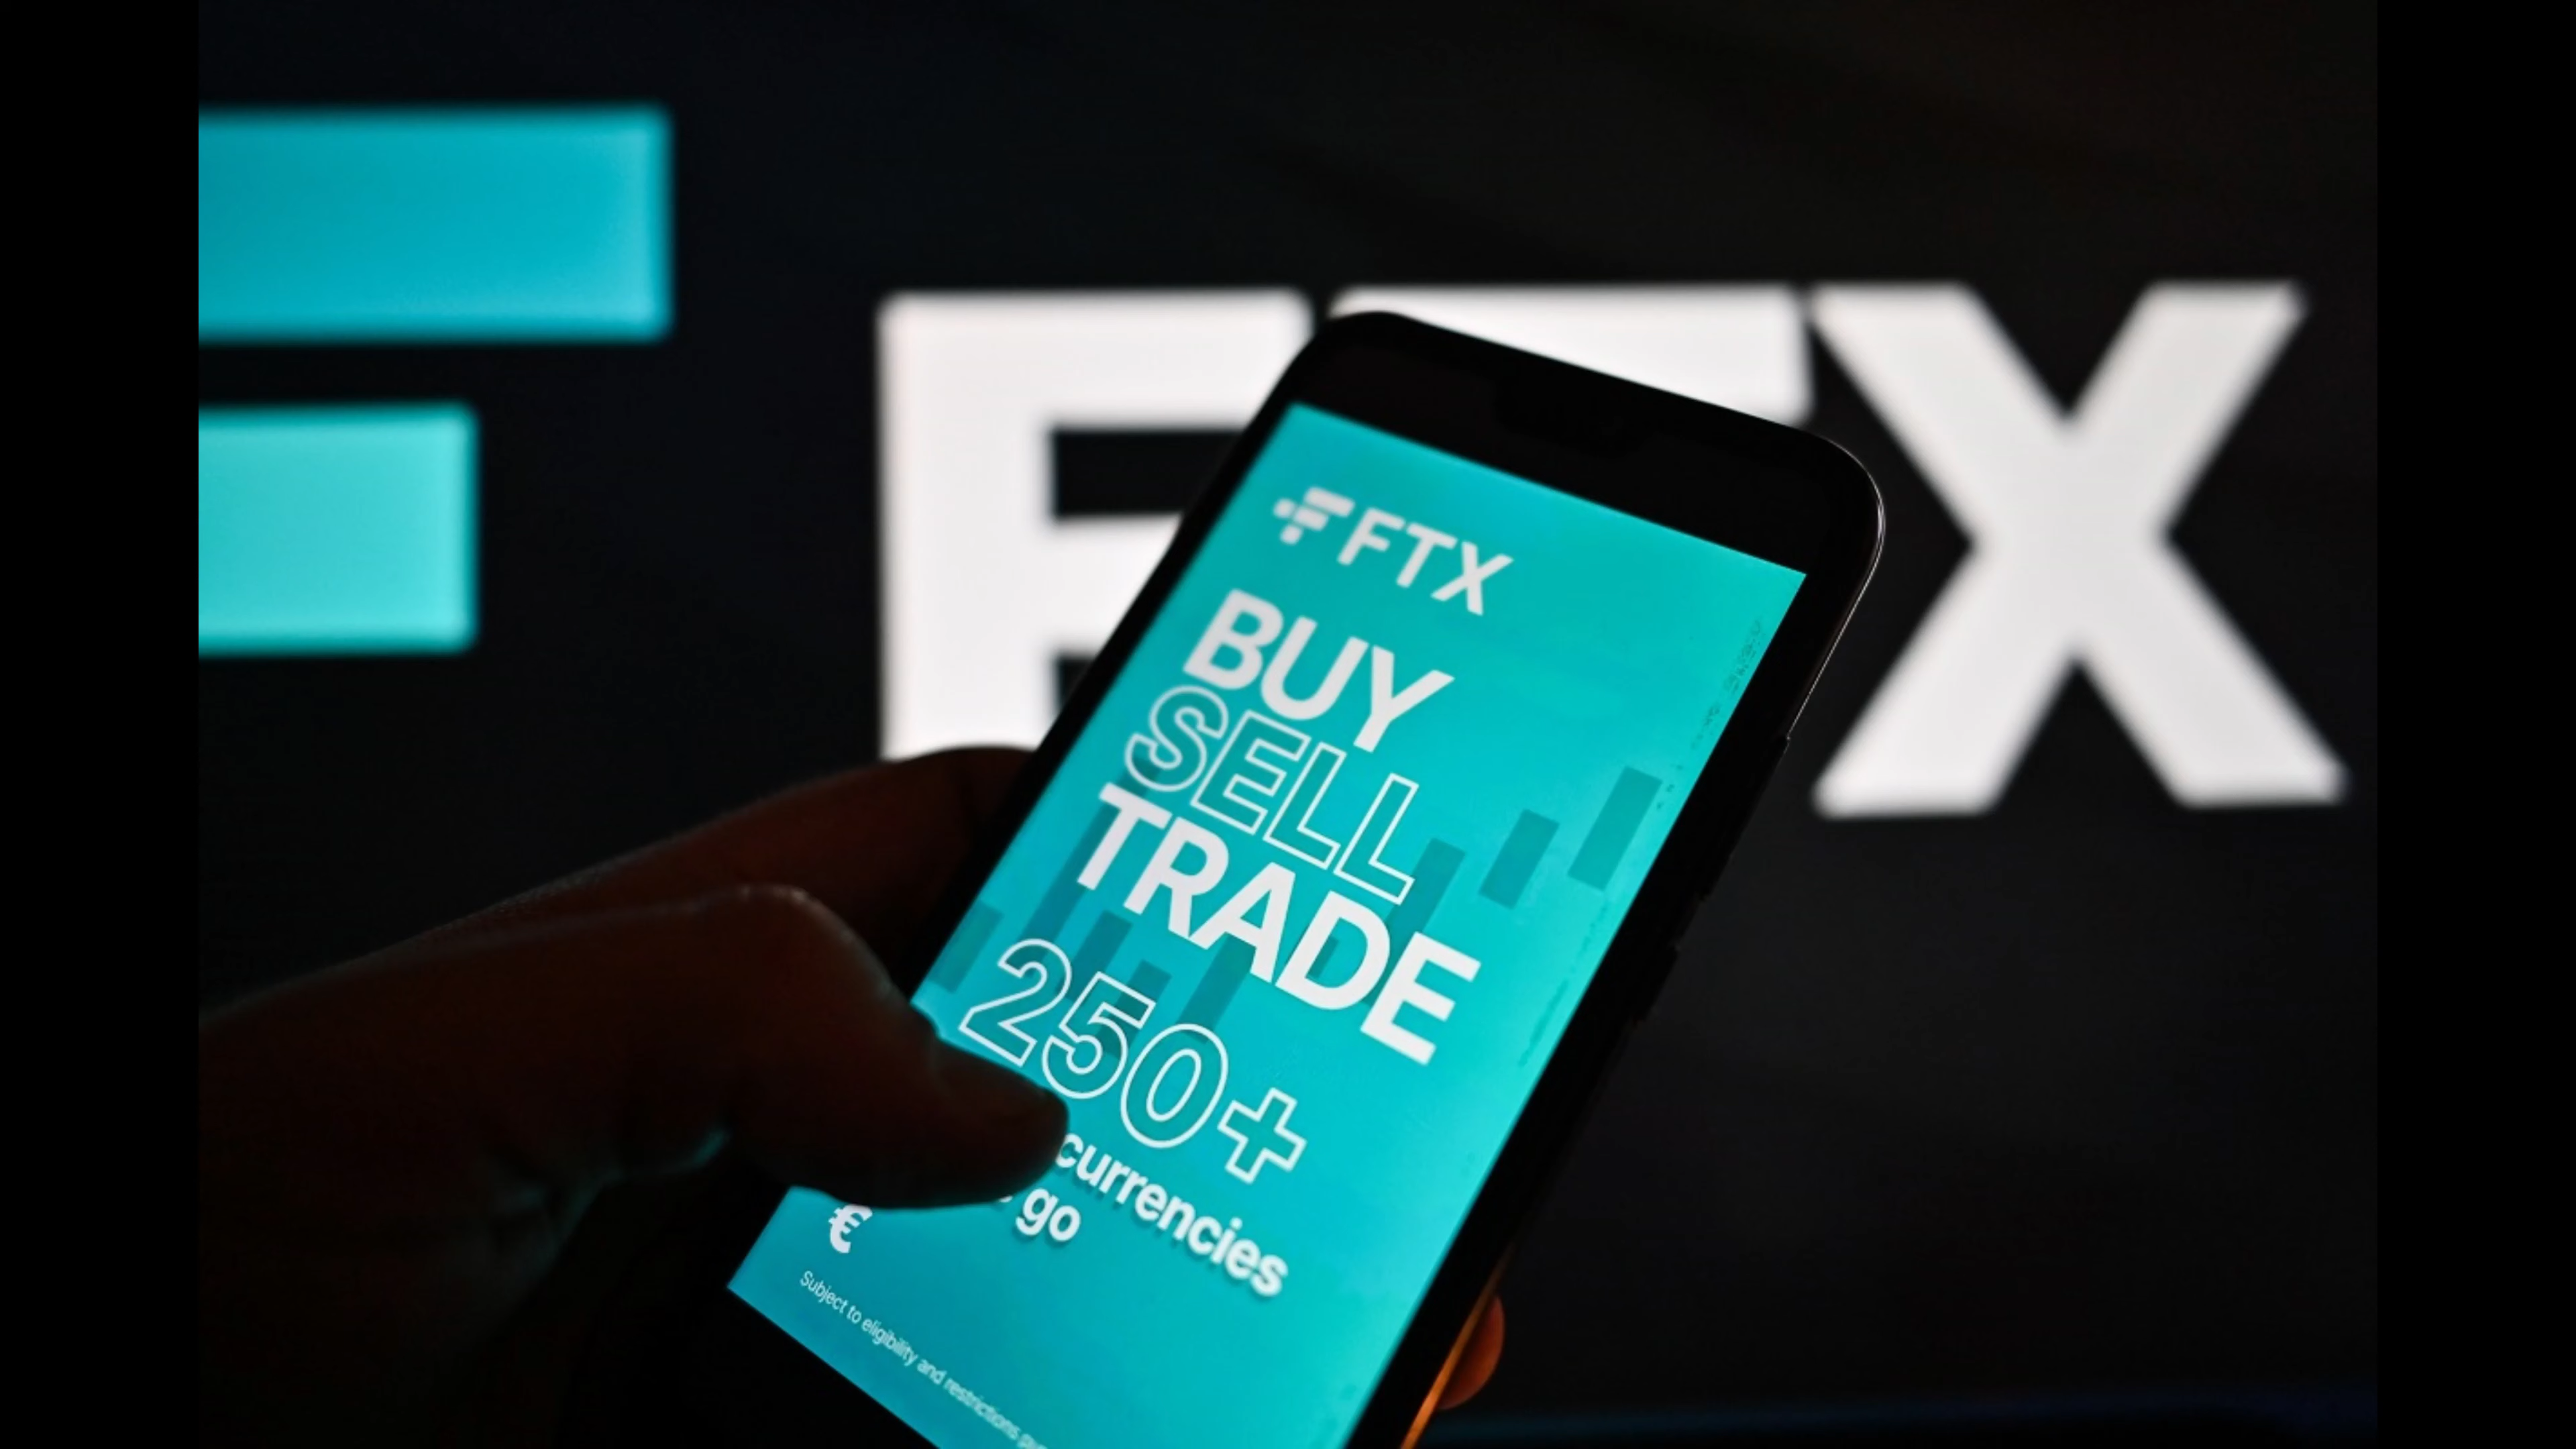 FTX
FTX
BUY
SELL
TRADE
250+
currencies
go
€
Subject to eligibility and restrictions